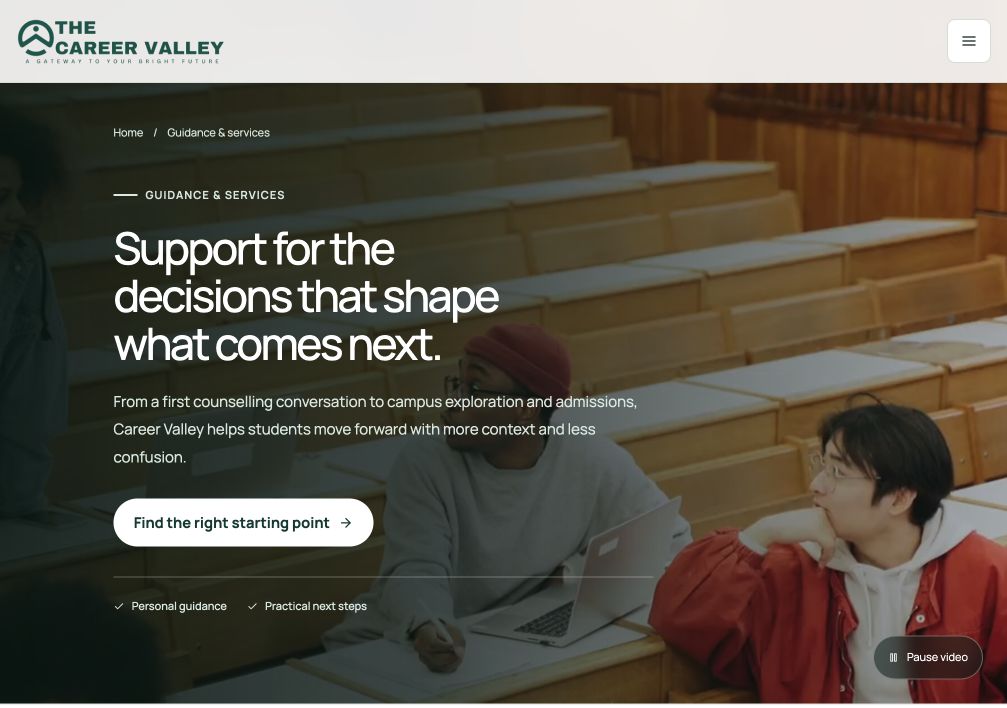 THE
CAREER VALLEY
A GATEWAY TO YOUR BRIGHT FUTURE
Home / Guidance & services
GUIDANCE & SERVICES
Support for the
decisions that shape
what comes next.
From a first counselling conversation to campus exploration and admissions,
Career Valley helps students move forward with more context and less
confusion.
Find the right starting point →
✓ Personal guidance ✓ Practical next steps
Pause video